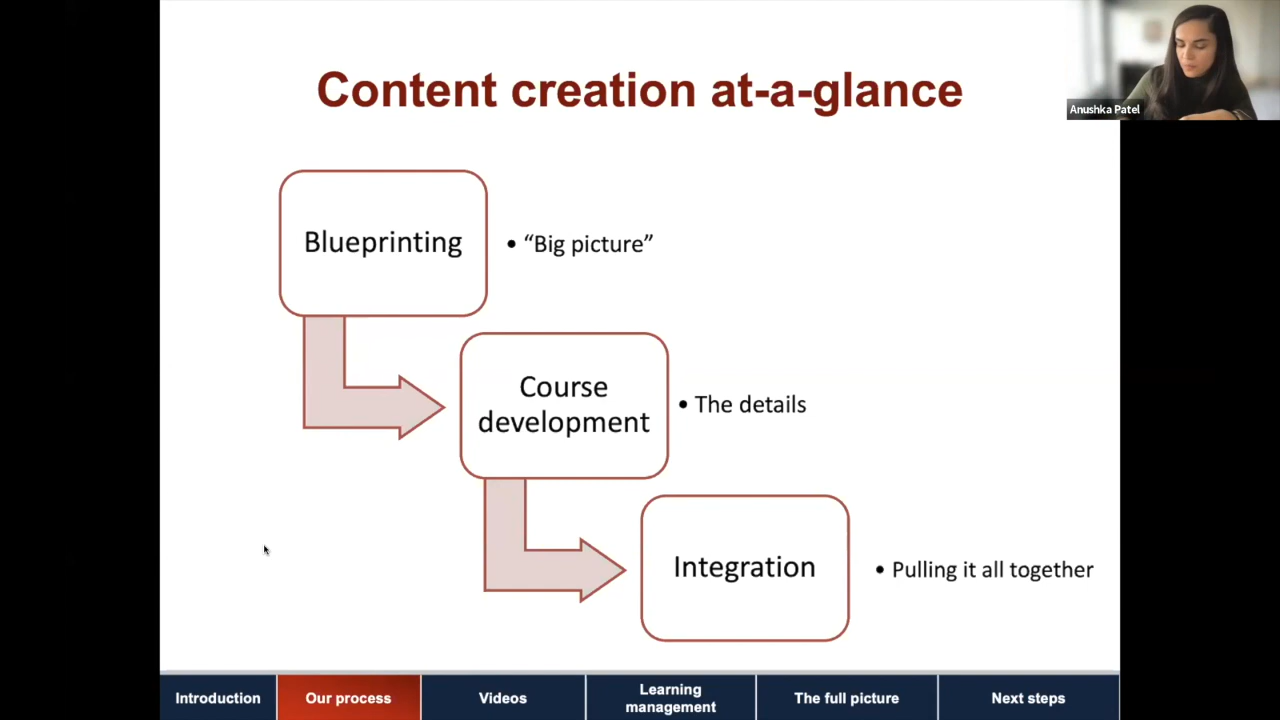 Content creation at-a-glance
Anushka Patel
Blueprinting
• “Big picture”
Course
development
• The details
Integration
• Pulling it all together
Introduction
Our process
Videos
Learning
management
The full picture
Next steps